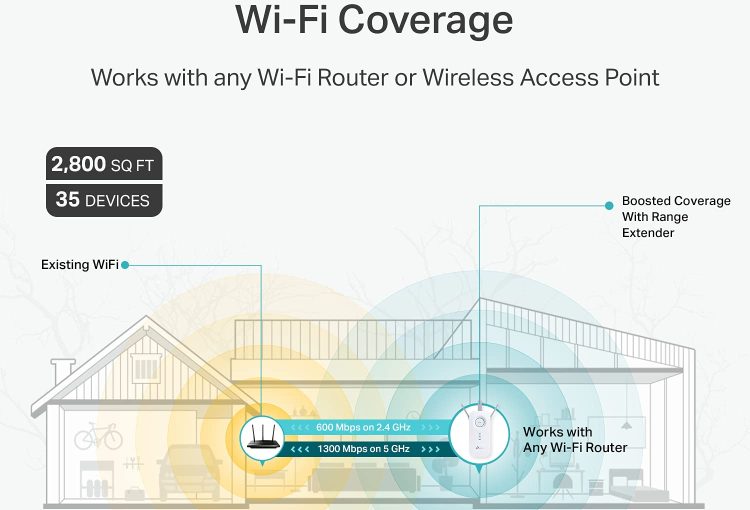 Wi-Fi Coverage
Works with any Wi-Fi Router or Wireless Access Point
2,800 SQ FT
35 DEVICES
Boosted Coverage
With Range
Extender
Existing WiFi
600 Mbps on 2.4 GHz
1300 Mbps on 5 GHz
Works with
Any Wi-Fi Router